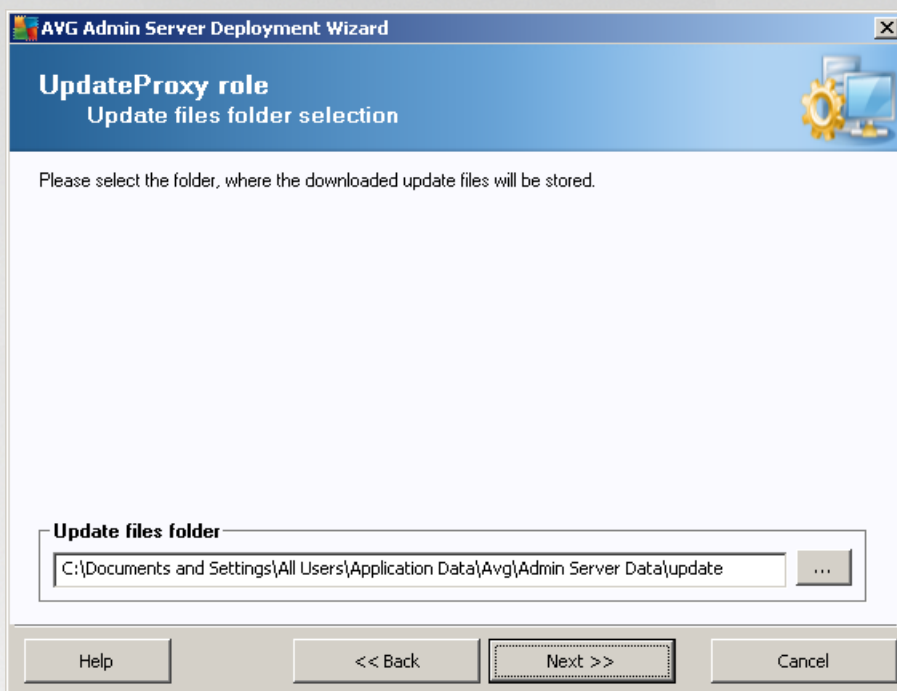 AVG Admin Server Deployment Wizard
UpdateProxy role
Update files folder selection
Please select the folder, where the downloaded update files will be stored.
Update files folder
C:\Documents and Settings\All Users\Application Data\Avg\Admin Server Data\update
...
Help
<< Back
Next >>
Cancel